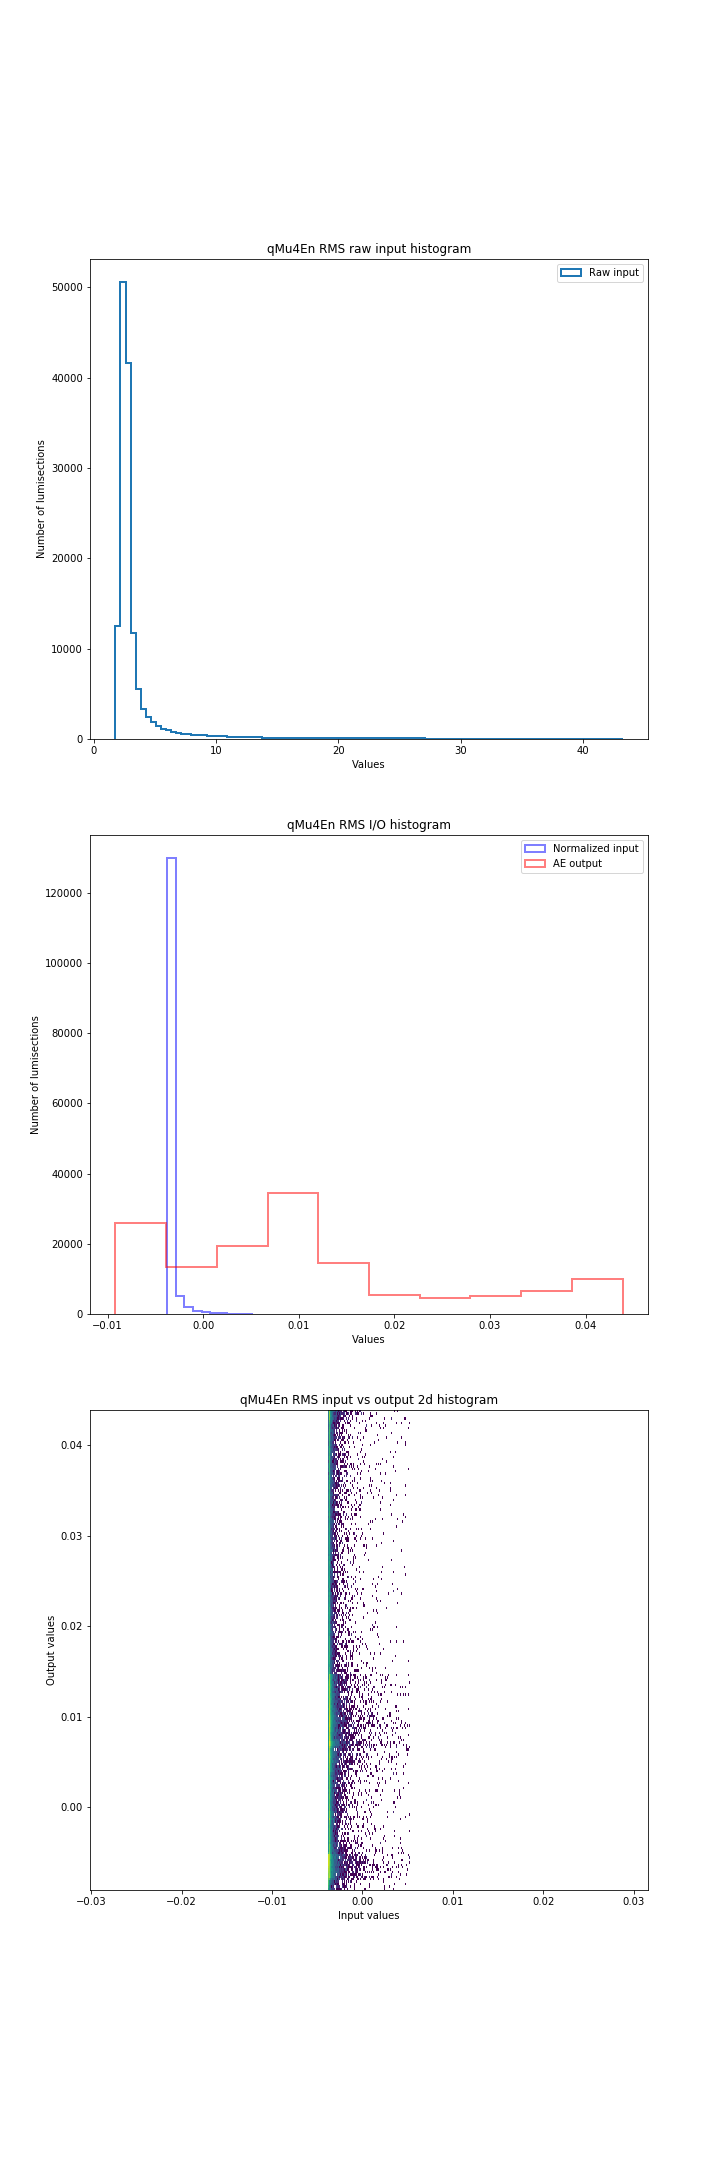 qMu4En RMS raw input histogram
Raw input
50000
40000
30000
20000
10000
0
Number of lumisections
0 10 20 30 40
Values
qMu4En RMS I/O histogram
Normalized input
AE output
120000
100000
80000
60000
40000
20000
0
Number of lumisections
−0.01 0.00 0.01 0.02 0.03 0.04
Values
qMu4En RMS input vs output 2d histogram
0.04
0.03
0.02
0.01
0.00
Output values
−0.03 −0.02 −0.01 0.00 0.01 0.02 0.03
Input values